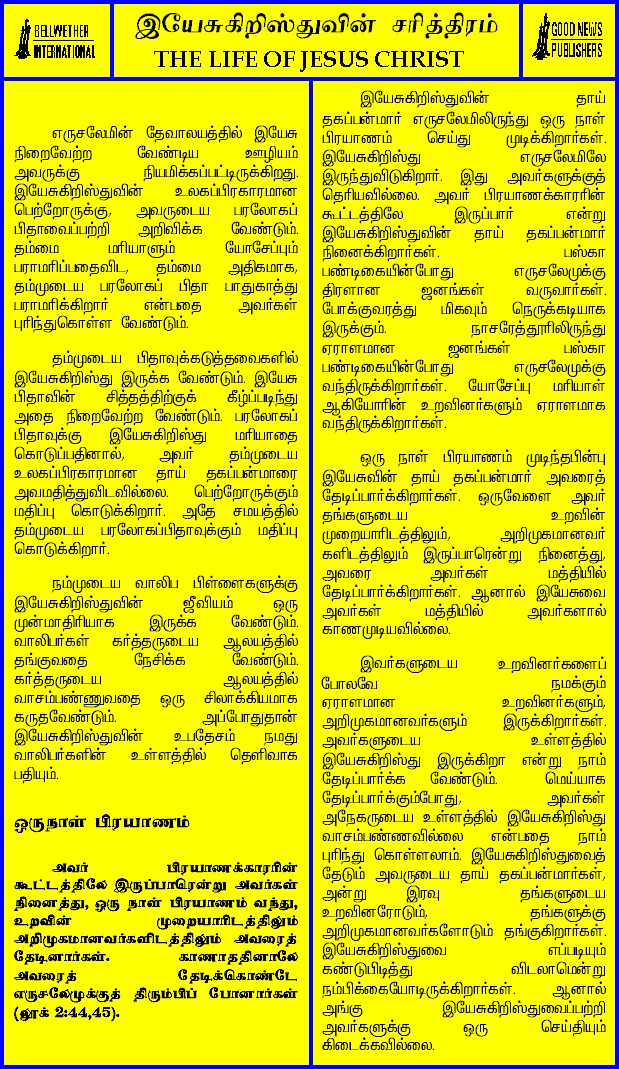 BELLWETHER
INTERNATIONAL
இயேசுகிறிஸ்துவின் சரித்திரம்
THE LIFE OF JESUS CHRIST
GOOD NEWS
PUBLISHERS
எருசலேமின் தேவாலயத்தில் இயேசு
நிறைவேற்ற வேண்டிய ஊழியம்
அவருக்கு நியமிக்கப்பட்டிருக்கிறது.
இயேசுகிறிஸ்துவின் உலகப்பிரகாரமான
பெற்றோருக்கு, அவருடைய பரலோகப்
பிதாவைப்பற்றி அறிவிக்க வேண்டும்.
தம்மை மரியாளும் யோசேப்பும்
பராமரிப்பதைவிட, தம்மை அதிகமாக,
தம்முடைய பரலோகப் பிதா பாதுகாத்து
பராமரிக்கிறார் என்பதை அவர்கள்
புரிந்துகொள்ள வேண்டும்.
தம்முடைய பிதாவுக்கடுத்தவைகளில்
இயேசுகிறிஸ்து இருக்க வேண்டும். இயேசு
பிதாவின் சித்தத்திற்குக் கீழ்ப்படிந்து
அதை நிறைவேற்ற வேண்டும். பரலோகப்
பிதாவுக்கு இயேசுகிறிஸ்து மரியாதை
கொடுப்பதினால், அவர் தம்முடைய
உலகப்பிரகாரமான தாய் தகப்பன்மாரை
அவமதித்துவிடவில்லை. பெற்றோருக்கும்
மதிப்பு கொடுக்கிறார். அதே சமயத்தில்
தம்முடைய பரலோகப்பிதாவுக்கும் மதிப்பு
கொடுக்கிறார்.
நம்முடைய வாலிப பிள்ளைகளுக்கு
இயேசுகிறிஸ்துவின் ஜீவியம் ஒரு
முன்மாதிரியாக இருக்க வேண்டும்.
வாலிபர்கள் கர்த்தருடைய ஆலயத்தில்
தங்குவதை நேசிக்க வேண்டும்.
கர்த்தருடைய ஆலயத்தில்
வாசம்பண்ணுவதை ஒரு சிலாக்கியமாக
கருதவேண்டும். அப்போதுதான்
இயேசுகிறிஸ்துவின் உபதேசம் நமது
வாலிபர்களின் உள்ளத்தில் தெளிவாக
பதியும்.
ஒருநாள் பிரயாணம்
அவர் பிரயாணக்காரரின்
கூட்டத்திலே இருப்பாரென்று அவர்கள்
நினைத்து, ஒரு நாள் பிரயாணம் வந்து,
உறவின் முறையாரிடத்திலும்
அறிமுகமானவர்களிடத்திலும் அவரைத்
தேடினார்கள். காணாததினாலே
அவரைத் தேடிக்கொண்டே
எருசலேமுக்குத் திரும்பிப் போனார்கள்
(லூக் 2:44,45).
இயேசுகிறிஸ்துவின் தாய்
தகப்பன்மார் எருசலேமிலிருந்து ஒரு நாள்
பிரயாணம் செய்து முடிக்கிறார்கள்.
இயேசுகிறிஸ்து எருசலேமிலே
இருந்துவிடுகிறார். இது அவர்களுக்குத்
தெரியவில்லை. அவர் பிரயாணக்காரரின்
கூட்டத்திலே இருப்பார் என்று
இயேசுகிறிஸ்துவின் தாய் தகப்பன்மார்
நினைக்கிறார்கள். பஸ்கா
பண்டிகையின்போது எருசலேமுக்கு
திரளான ஜனங்கள் வருவார்கள்.
போக்குவரத்து மிகவும் நெருக்கடியாக
இருக்கும். நாசரேத்தூரிலிருந்து
ஏராளமான ஜனங்கள் பஸ்கா
பண்டிகையின்போது எருசலேமுக்கு
வந்திருக்கிறார்கள். யோசேப்பு மரியாள்
ஆகியோரின் உறவினர்களும் ஏராளமாக
வந்திருக்கிறார்கள்.
ஒரு நாள் பிரயாணம் முடிந்தபின்பு
இயேசுவின் தாய் தகப்பன்மார் அவரைத்
தேடிப்பார்க்கிறார்கள். ஒருவேளை அவர்
தங்களுடைய உறவின்
முறையாரிடத்திலும், அறிமுகமானவர்
களிடத்திலும் இருப்பாரென்று நினைத்து,
அவரை அவர்கள் மத்தியில்
தேடிப்பார்க்கிறார்கள். ஆனால் இயேசுவை
அவர்கள் மத்தியில் அவர்களால்
காணமுடியவில்லை.
இவர்களுடைய உறவினர்களைப்
போலவே நமக்கும்
ஏராளமான உறவினர்களும்,
அறிமுகமானவர்களும் இருக்கிறார்கள்.
அவர்களுடைய உள்ளத்தில்
இயேசுகிறிஸ்து இருக்கிறா என்று நாம்
தேடிப்பார்க்க வேண்டும். மெய்யாக
தேடிப்பார்க்கும்போது, அவர்கள்
அநேகருடைய உள்ளத்தில் இயேசுகிறிஸ்து
வாசம்பண்ணவில்லை என்பதை நாம்
புரிந்து கொள்ளலாம். இயேசுகிறிஸ்துவைத்
தேடும் அவருடைய தாய் தகப்பன்மார்கள்,
அன்று இரவு தங்களுடைய
உறவினரோடும், தங்களுக்கு
அறிமுகமானவர்களோடும் தங்குகிறார்கள்.
இயேசுகிறிஸ்துவை எப்படியும்
கண்டுபிடித்து விடலாமென்று
நம்பிக்கையோடிருக்கிறார்கள். ஆனால்
அங்கு இயேசுகிறிஸ்துவைப்பற்றி
அவர்களுக்கு ஒரு செய்தியும்
கிடைக்கவில்லை.